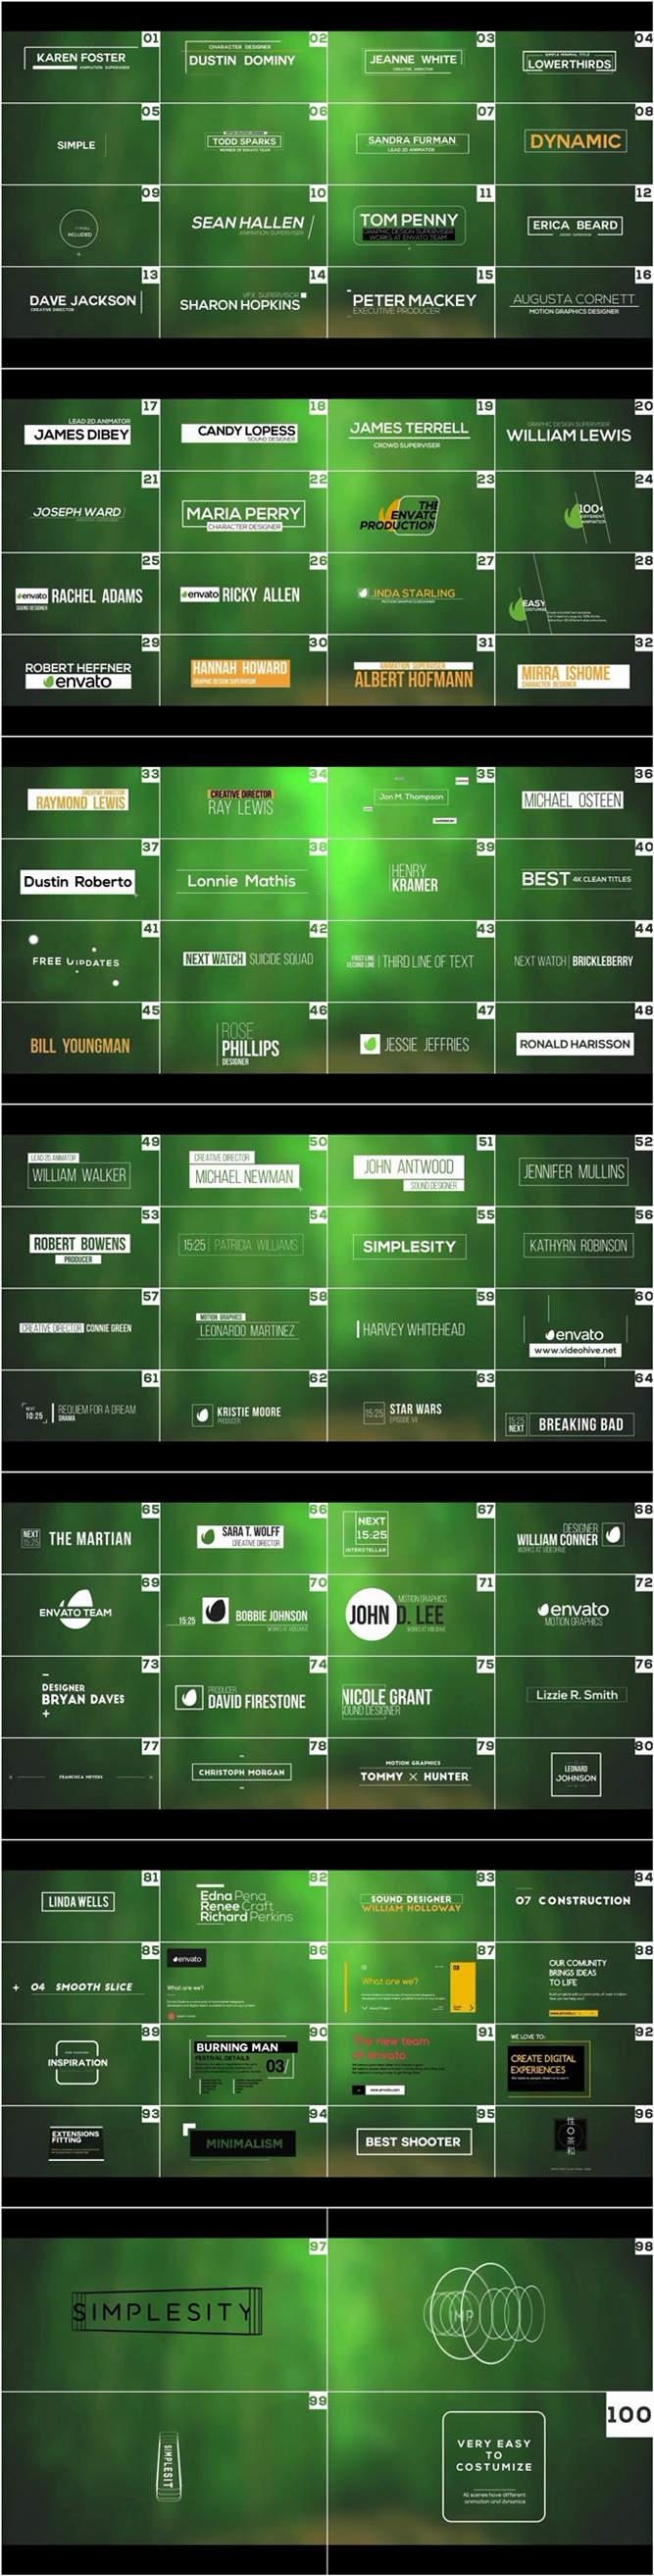 01
KAREN FOSTER
ANIMATION SUPERVISER
02
CHARACTER DESIGNER
DUSTIN DOMINY
03
JEANNE WHITE
CREATIVE DIRECTOR
04
SIMPLE MINIMAL TITLE
LOWERTHIRDS
05
SIMPLE
06
TODD SPARKS
MEMBER OF ENVATO TEAM
07
SANDRA FURMAN
LEAD 2D ANIMATOR
08
DYNAMIC
09
INCLUDED
10
SEAN HALLEN
ANIMATION SUPERVISER
11
TOM PENNY
GRAPHIC DESIGN SUPERVISER
WORKS AT ENVATO TEAM
12
ERICA BEARD
13
DAVE JACKSON
CREATIVE DIRECTOR
14
VFX SUPERVISOR
SHARON HOPKINS
15
PETER MACKEY
EXECUTIVE PRODUCER
16
AUGUSTA CORNETT
MOTION GRAPHICS DESIGNER
17
LEAD 2D ANIMATOR
JAMES DIBEY
18
CANDY LOPESS
SOUND DESIGNER
19
JAMES TERRELL
CROWD SUPERVISER
20
GRAPHIC DESIGN SUPERVISER
WILLIAM LEWIS
21
JOSEPH WARD
22
MARIA PERRY
CHARACTER DESIGNER
23
THE
ENVATO
PRODUCTION
24
100+
DIFFERENT
ANIMATION
25
envato RACHEL ADAMS
SOUND DESIGNER
26
envato RICKY ALLEN
27
LINDA STARLING
MOTION GRAPHICS DESIGNER
28
EASY
29
ROBERT HEFFNER
envato
30
HANNAH HOWARD
GRAPHIC DESIGN SUPERVISOR
31
ANIMATION SUPERVISER
ALBERT HOFMANN
32
MIRRA ISHOME
CHARACTER DESIGNER
33
CREATIVE DIRECTOR
RAYMOND LEWIS
34
CREATIVE DIRECTOR
RAY LEWIS
35
Jon M. Thompson
36
MICHAEL OSTEEN
37
Dustin Roberto
38
Lonnie Mathis
39
HENRY
KRAMER
40
BEST 4K CLEAN TITLES
41
FREE UPDATES
42
NEXT WATCH SUICIDE SQUAD
43
FIRST LINE
SECOND LINE
THIRD LINE OF TEXT
44
NEXT WATCH BRICKLEBERRY
45
BILL YOUNGMAN
46
ROSE
PHILLIPS
DESIGNER
47
JESSIE JEFFRIES
48
RONALD HARISSON
49
LEAD 2D ANIMATOR
WILLIAM WALKER
50
CREATIVE DIRECTOR
MICHAEL NEWMAN
51
JOHN ANTWOOD
SOUND DESIGNER
52
JENNIFER MULLINS
53
ROBERT BOWENS
PRODUCER
54
15:25 PATRICIA WILLIAMS
55
SIMPLESITY
56
KATHYRN ROBINSON
57
CREATIVE DIRECTOR CONNIE GREEN
58
MOTION GRAPHICS
LEONARDO MARTINEZ
59
HARVEY WHITEHEAD
60
envato
www.videohive.net
61
NEXT
10:25
REQUIEM FOR A DREAM
DRAMA
62
KRISTIE MOORE
PRODUCER
63
15:25
STAR WARS
EPISODE VII
64
15:25
NEXT
BREAKING BAD
65
NEXT
15:25
THE MARTIAN
66
SARA T. WOLFF
CREATIVE DIRECTOR
67
NEXT
15:25
INTERSTELLAR
68
DESIGNER
WILLIAM CONNER
WORKS AT VIDEOHIVE
69
ENVATO TEAM
70
15:25
BOBBIE JOHNSON
WORKS AT VIDEOHIVE
71
MOTION GRAPHICS
JOHN D. LEE
WORKS AT VIDEOHIVE
72
envato
MOTION GRAPHICS
73
DESIGNER
BRYAN DAVES
+
74
PRODUCER
DAVID FIRESTONE
75
NICOLE GRANT
SOUND DESIGNER
76
Lizzie R. Smith
77
FRANCISCA MEYERS
78
CHRISTOPH MORGAN
79
MOTION GRAPHICS
TOMMY X HUNTER
80
LEONARD
JOHNSON
81
LINDA WELLS
82
Edna Pena
Renee Craft
Richard Perkins
83
SOUND DESIGNER
WILLIAM HOLLOWAY
84
07 CONSTRUCTION
85
+ 04 SMOOTH SLICE
86
envato
What are we?
87
What are we?
03
88
OUR COMUNITY
BRINGS IDEAS
TO LIFE
89
INSPIRATION
90
BURNING MAN
FESTIVAL DETAILS
03/
91
The new team
of envato
www.envato.com
92
WE LOVE TO:
CREATE DIGITAL
EXPERIENCES
93
EXTENSIONS
FITTING
94
MINIMALISM
95
BEST SHOOTER
96
97
SIMPLESITY
98
99
SIMPLESIT
100
VERY EASY
TO
COSTUMIZE
All scenes have different
animation and dynamics